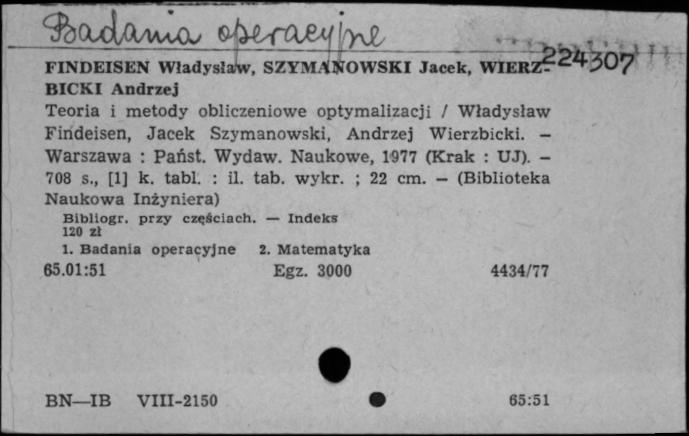 Badania operacyjne
224307
FINDEISEN Władysław, SZYMANOWSKI Jacek, WIERZ-
BICKI Andrzej
Teoria i metody obliczeniowe optymalizacji / Władysław
Findeisen, Jacek Szymanowski, Andrzej Wierzbicki. —
Warszawa : Państ. Wydaw. Naukowe, 1977 (Krak : UJ). —
708 s., [1] k. tabl. : il. tab. wykr. ; 22 cm. — (Biblioteka
Naukowa Inżyniera)
Bibliogr. przy częściach. — Indeks
120 zł
1. Badania operacyjne 2. Matematyka
65.01:51 Egz. 3000 4434/77
BN—IB VIII-2150 65:51